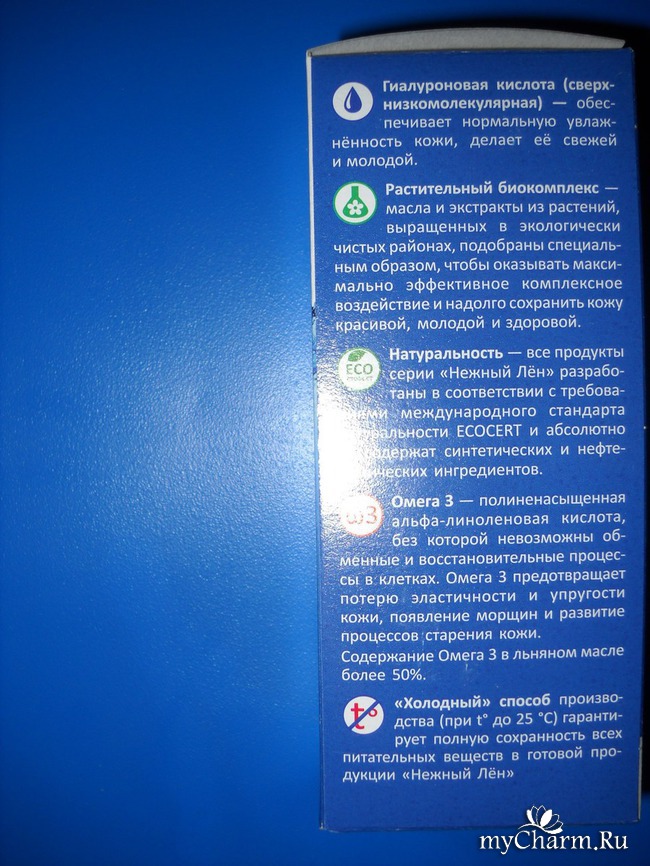 Гиалуроновая кислота (сверх-
низкомолекулярная) — обес-
печивает нормальную увлаж-
нённость кожи, делает её свежей
и молодой.
Растительный биокомплекс —
масла и экстракты из растений,
выращенных в экологически
чистых районах, подобраны специаль-
ным образом, чтобы оказывать макси-
мально эффективное комплексное
воздействие и надолго сохранить кожу
красивой, молодой и здоровой.
Натуральность — все продукты
ECO
серии «Нежный Лён» разрабо-
таны в соответствии с требова-
международного стандарта
ECOCERT и абсолютно
синтетических и нефте-
ингредиентов.
Омега 3 — полиненасыщенная
ω3
альфа-линоленовая кислота,
без которой невозможны об-
менные и восстановительные процес-
сы в клетках. Омега 3 предотвращает
потерю эластичности и упругости
кожи, появление морщин и развитие
процессов старения кожи.
Содержание Омега 3 в льняном масле
более 50%.
«Холодный» способ произво-
t°
дства (при t° до 25 °C) гаранти-
рует полную сохранность всех
питательных веществ в готовой про-
дукции «Нежный Лён»
myCharm.Ru